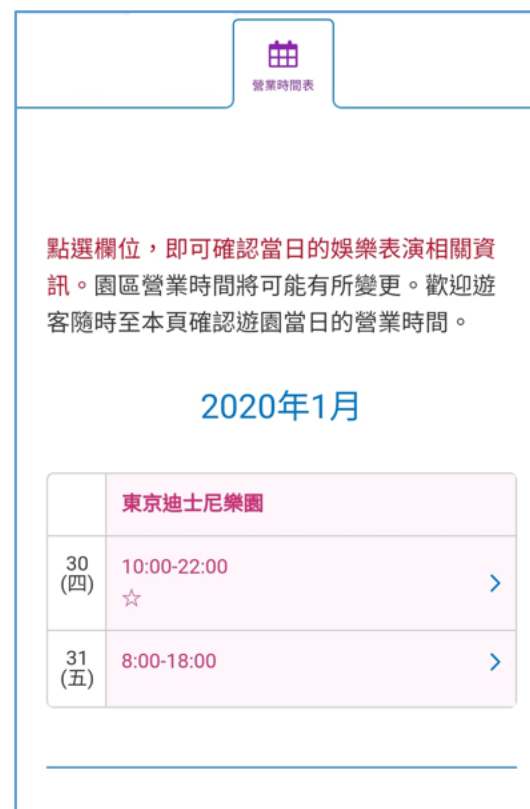 營業時間表
點選欄位，即可確認當日的娛樂表演相關資
訊。園區營業時間將可能有所變更。歡迎遊
客隨時至本頁確認遊園當日的營業時間。
2020年1月
東京迪士尼樂園
30
(四)
10:00-22:00
☆
31
(五)
8:00-18:00